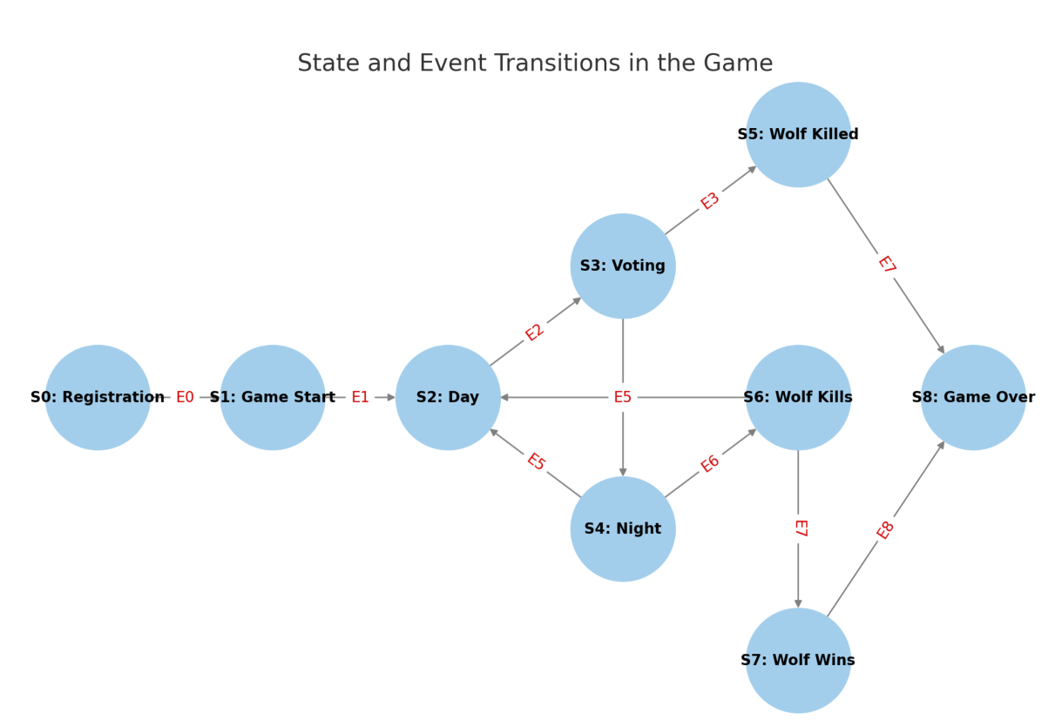 State and Event Transitions in the Game
S5: Wolf Killed
E3
S3: Voting
E7
E2
S0: Registration
E0
S1: Game Start
E1
S2: Day
E5
S6: Wolf Kills
S8: Game Over
E5
E6
S4: Night
E7
E8
S7: Wolf Wins